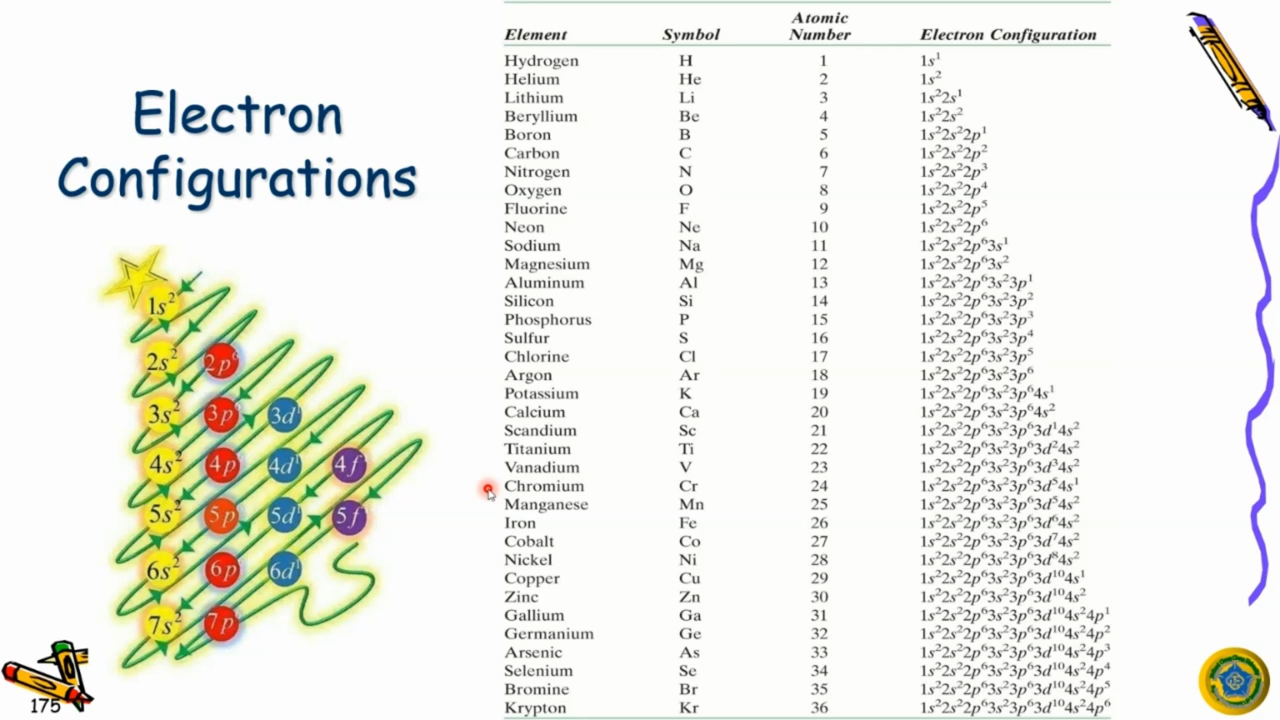 Electron
Configurations
Element Symbol Atomic Number Electron Configuration
Hydrogen H 1 1s¹
Helium He 2 1s²
Lithium Li 3 1s²2s¹
Beryllium Be 4 1s²2s²
Boron B 5 1s²2s²2p¹
Carbon C 6 1s²2s²2p²
Nitrogen N 7 1s²2s²2p³
Oxygen O 8 1s²2s²2p⁴
Fluorine F 9 1s²2s²2p⁵
Neon Ne 10 1s²2s²2p⁶
Sodium Na 11 1s²2s²2p⁶3s¹
Magnesium Mg 12 1s²2s²2p⁶3s²
Aluminum Al 13 1s²2s²2p⁶3s²3p¹
Silicon Si 14 1s²2s²2p⁶3s²3p²
Phosphorus P 15 1s²2s²2p⁶3s²3p³
Sulfur S 16 1s²2s²2p⁶3s²3p⁴
Chlorine Cl 17 1s²2s²2p⁶3s²3p⁵
Argon Ar 18 1s²2s²2p⁶3s²3p⁶
Potassium K 19 1s²2s²2p⁶3s²3p⁶4s¹
Calcium Ca 20 1s²2s²2p⁶3s²3p⁶4s²
Scandium Sc 21 1s²2s²2p⁶3s²3p⁶3d¹4s²
Titanium Ti 22 1s²2s²2p⁶3s²3p⁶3d²4s²
Vanadium V 23 1s²2s²2p⁶3s²3p⁶3d³4s²
Chromium Cr 24 1s²2s²2p⁶3s²3p⁶3d⁵4s¹
Manganese Mn 25 1s²2s²2p⁶3s²3p⁶3d⁵4s²
Iron Fe 26 1s²2s²2p⁶3s²3p⁶3d⁶4s²
Cobalt Co 27 1s²2s²2p⁶3s²3p⁶3d⁷4s²
Nickel Ni 28 1s²2s²2p⁶3s²3p⁶3d⁸4s²
Copper Cu 29 1s²2s²2p⁶3s²3p⁶3d¹⁰4s¹
Zinc Zn 30 1s²2s²2p⁶3s²3p⁶3d¹⁰4s²
Gallium Ga 31 1s²2s²2p⁶3s²3p⁶3d¹⁰4s²4p¹
Germanium Ge 32 1s²2s²2p⁶3s²3p⁶3d¹⁰4s²4p²
Arsenic As 33 1s²2s²2p⁶3s²3p⁶3d¹⁰4s²4p³
Selenium Se 34 1s²2s²2p⁶3s²3p⁶3d¹⁰4s²4p⁴
Bromine Br 35 1s²2s²2p⁶3s²3p⁶3d¹⁰4s²4p⁵
Krypton Kr 36 1s²2s²2p⁶3s²3p⁶3d¹⁰4s²4p⁶
1s²
2s² 2p⁶
3s² 3p 3d
4s² 4p 4d 4f
5s² 5p 5d 5f
6s² 6p 6d
7s² 7p
175